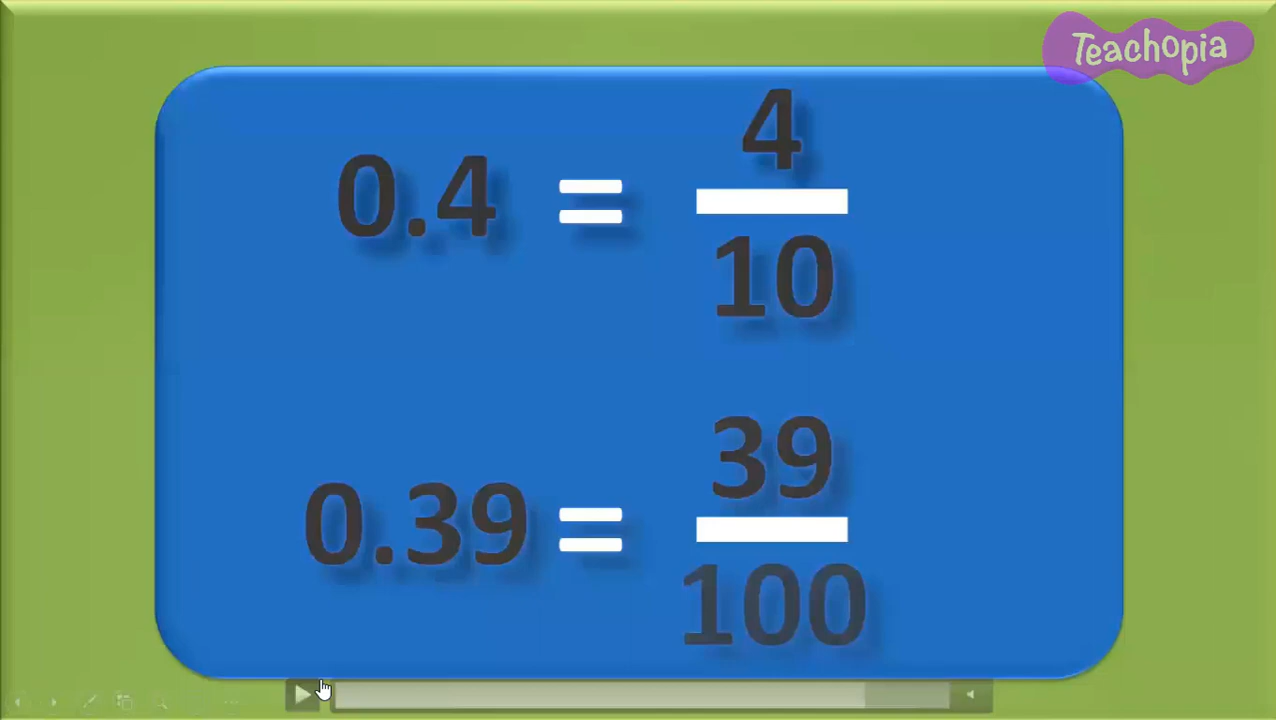 Teachopia
0.4 = 4/10
0.39 = 39/100